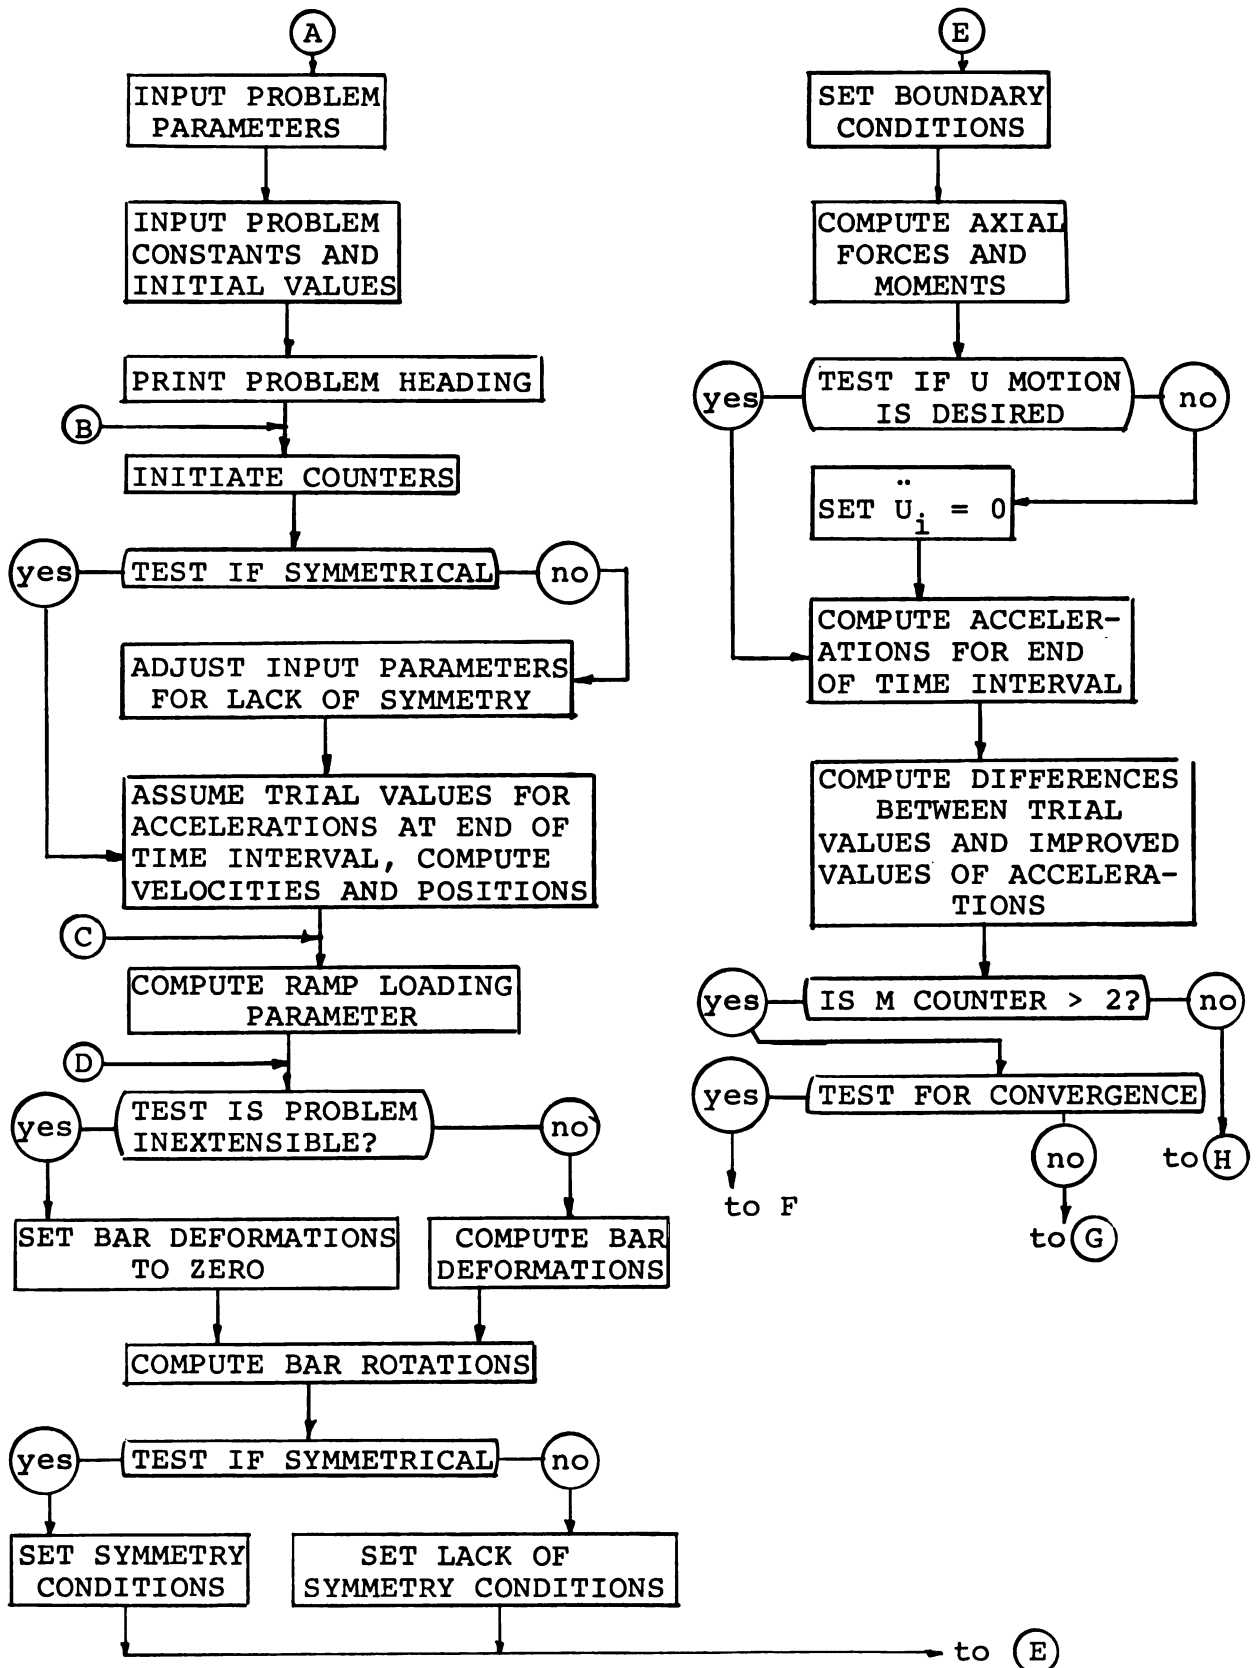 A
INPUT PROBLEM
PARAMETERS
INPUT PROBLEM
CONSTANTS AND
INITIAL VALUES
PRINT PROBLEM HEADING
B
INITIATE COUNTERS
yes
TEST IF SYMMETRICAL
no
ADJUST INPUT PARAMETERS
FOR LACK OF SYMMETRY
ASSUME TRIAL VALUES FOR
ACCELERATIONS AT END OF
TIME INTERVAL, COMPUTE
VELOCITIES AND POSITIONS
C
COMPUTE RAMP LOADING
PARAMETER
D
yes
TEST IS PROBLEM
INEXTENSIBLE?
no
SET BAR DEFORMATIONS
TO ZERO
COMPUTE BAR
DEFORMATIONS
COMPUTE BAR ROTATIONS
yes
TEST IF SYMMETRICAL
no
SET SYMMETRY
CONDITIONS
SET LACK OF
SYMMETRY CONDITIONS
to E
E
SET BOUNDARY
CONDITIONS
COMPUTE AXIAL
FORCES AND
MOMENTS
yes
TEST IF U MOTION
IS DESIRED
no
SET Ü_i = 0
COMPUTE ACCELER-
ATIONS FOR END
OF TIME INTERVAL
COMPUTE DIFFERENCES
BETWEEN TRIAL
VALUES AND IMPROVED
VALUES OF ACCELERA-
TIONS
yes
IS M COUNTER > 2?
no
yes
TEST FOR CONVERGENCE
no
to H
to F
to G